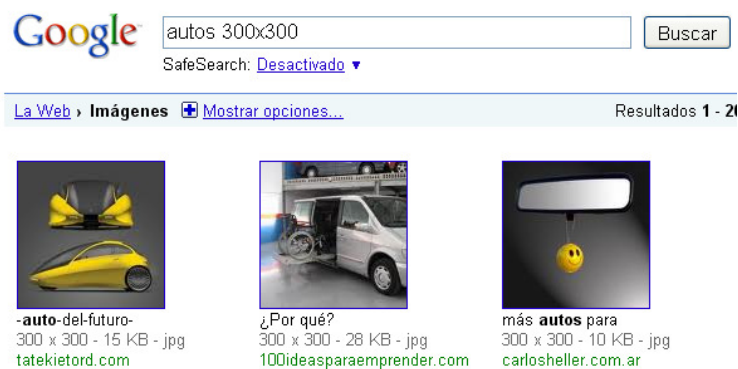 Google
autos 300x300
Buscar
SafeSearch: Desactivado ▼
La Web › Imágenes + Mostrar opciones... Resultados 1 - 20
-auto-del-futuro-
300 x 300 - 15 KB - jpg
tatekietord.com
¿Por qué?
300 x 300 - 28 KB - jpg
100ideasparaemprender.com
más autos para
300 x 300 - 10 KB - jpg
carlosheller.com.ar